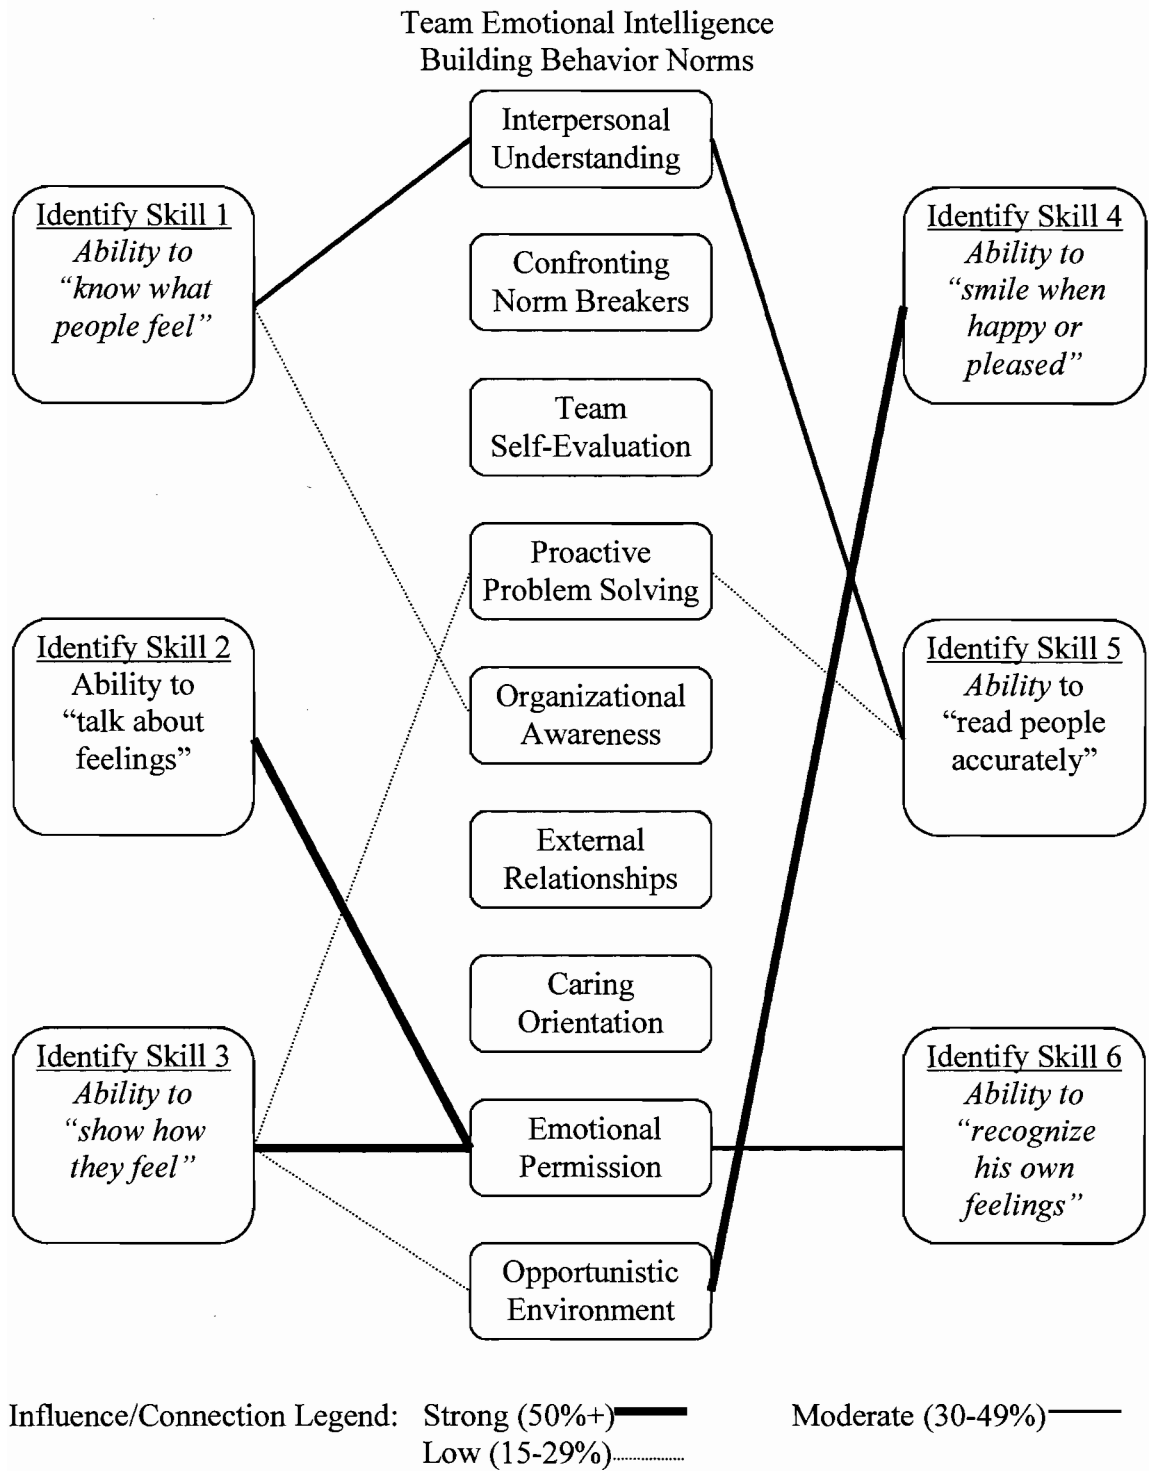 Team Emotional Intelligence
Building Behavior Norms
Interpersonal
Understanding
Identify Skill 1
Ability to
“know what
people feel”
Confronting
Norm Breakers
Identify Skill 4
Ability to
“smile when
happy or
pleased”
Team
Self-Evaluation
Proactive
Problem Solving
Identify Skill 2
Ability to
“talk about
feelings”
Organizational
Awareness
Identify Skill 5
Ability to
“read people
accurately”
External
Relationships
Caring
Orientation
Identify Skill 3
Ability to
“show how
they feel”
Emotional
Permission
Identify Skill 6
Ability to
“recognize
his own
feelings”
Opportunistic
Environment
Influence/Connection Legend: Strong (50%+) Moderate (30-49%)
Low (15-29%)